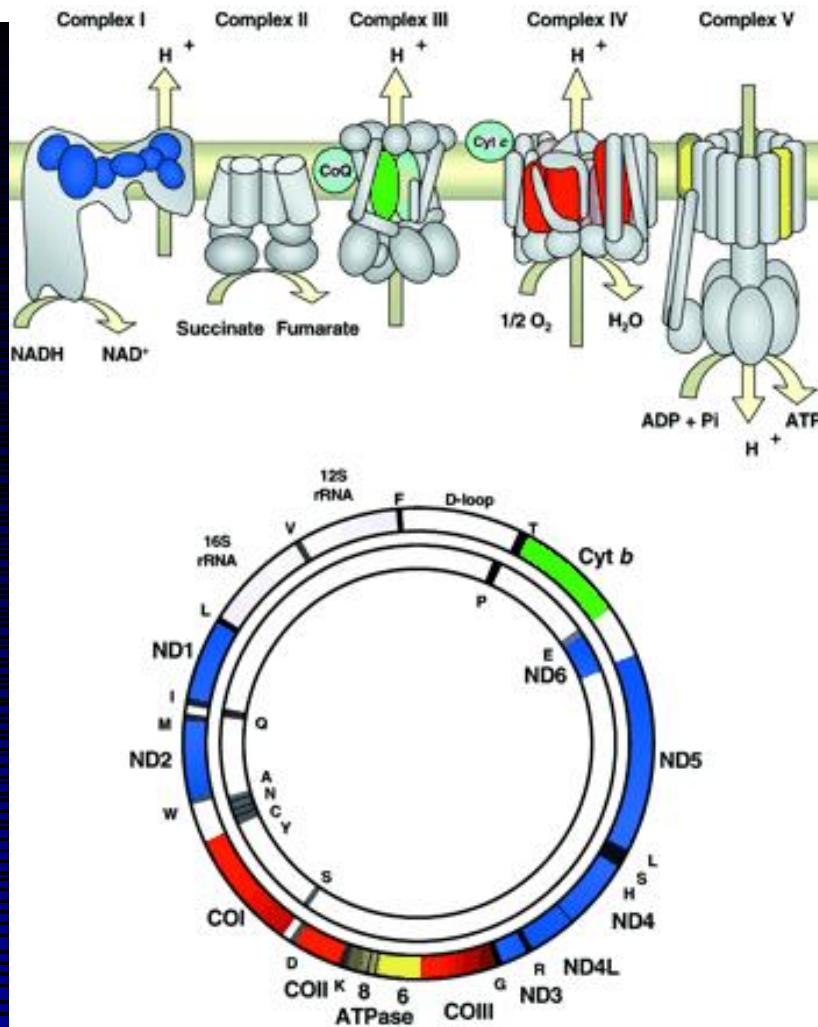 Complex I Complex II Complex III Complex IV Complex V
H + H + H +
Cyt c
CoQ
Succinate Fumarate 1/2 O₂ H₂O
NADH NAD⁺
ADP + Pi ATP
H +
12S
rRNA
F
D-loop
V
T
16S
rRNA
Cyt b
P
L
E
ND1
ND6
I
M
Q
ND2
ND5
A
N
W
C
Y
L
S
S
H
COI
ND4
D
R
ND4L
COII
K
8
6
G
ND3
COIII
ATPase